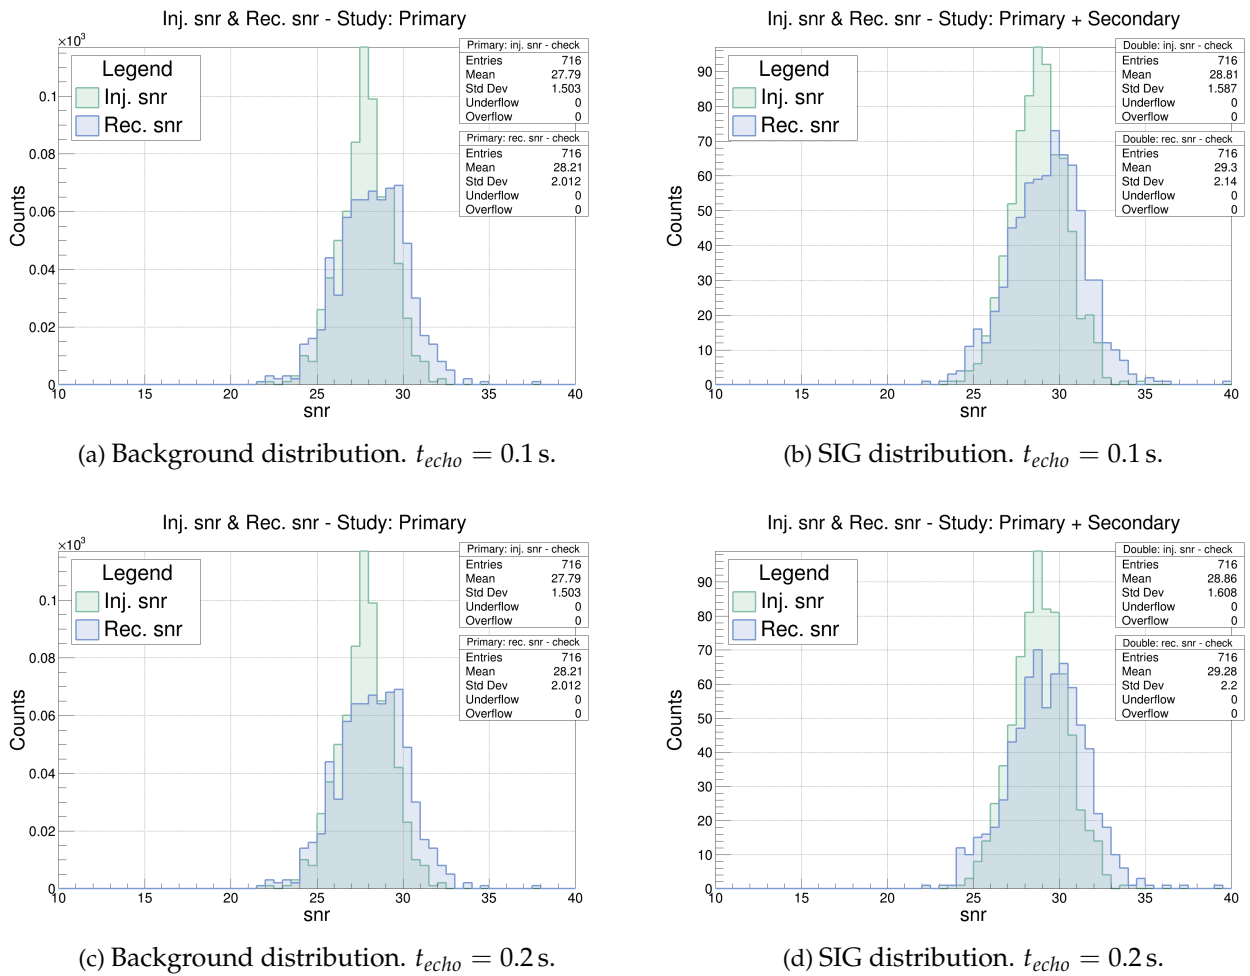 Inj. snr & Rec. snr - Study: Primary
×10³
Legend
Inj. snr
Rec. snr
Primary: inj. snr - check
Entries 716
Mean 27.79
Std Dev 1.503
Underflow 0
Overflow 0
Primary: rec. snr - check
Entries 716
Mean 28.21
Std Dev 2.012
Underflow 0
Overflow 0
Counts
0.1
0.08
0.06
0.04
0.02
0
10 15 20 25 30 35 40
snr
(a) Background distribution. t_echo = 0.1 s.
Inj. snr & Rec. snr - Study: Primary + Secondary
Legend
Inj. snr
Rec. snr
Double: inj. snr - check
Entries 716
Mean 28.81
Std Dev 1.587
Underflow 0
Overflow 0
Double: rec. snr - check
Entries 716
Mean 29.3
Std Dev 2.14
Underflow 0
Overflow 0
Counts
90
80
70
60
50
40
30
20
10
0
10 15 20 25 30 35 40
snr
(b) SIG distribution. t_echo = 0.1 s.
Inj. snr & Rec. snr - Study: Primary
×10³
Legend
Inj. snr
Rec. snr
Primary: inj. snr - check
Entries 716
Mean 27.79
Std Dev 1.503
Underflow 0
Overflow 0
Primary: rec. snr - check
Entries 716
Mean 28.21
Std Dev 2.012
Underflow 0
Overflow 0
Counts
0.1
0.08
0.06
0.04
0.02
0
10 15 20 25 30 35 40
snr
(c) Background distribution. t_echo = 0.2 s.
Inj. snr & Rec. snr - Study: Primary + Secondary
Legend
Inj. snr
Rec. snr
Double: inj. snr - check
Entries 716
Mean 28.86
Std Dev 1.608
Underflow 0
Overflow 0
Double: rec. snr - check
Entries 716
Mean 29.28
Std Dev 2.2
Underflow 0
Overflow 0
Counts
90
80
70
60
50
40
30
20
10
0
10 15 20 25 30 35 40
snr
(d) SIG distribution. t_echo = 0.2 s.